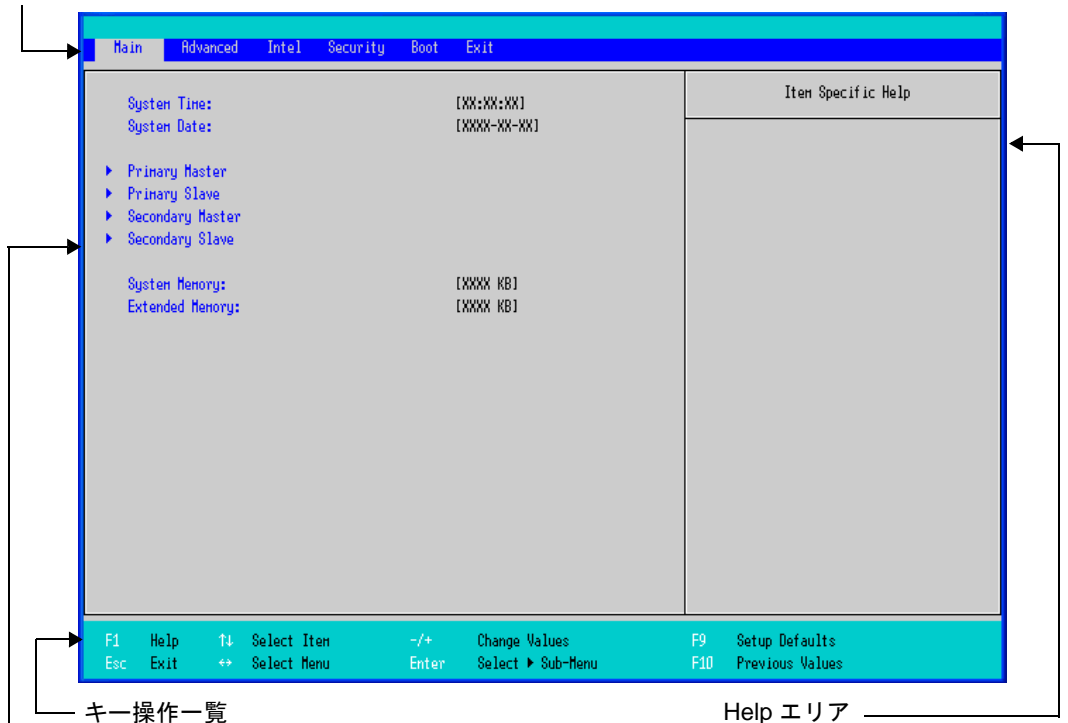 Main Advanced Intel Security Boot Exit
Item Specific Help
System Time: [XX:XX:XX]
System Date: [XXXX-XX-XX]
Primary Master
Primary Slave
Secondary Master
Secondary Slave
System Memory: [XXXX KB]
Extended Memory: [XXXX KB]
F1 Help ↑↓ Select Item -/+ Change Values F9 Setup Defaults
Esc Exit ↔ Select Menu Enter Select ▶ Sub-Menu F10 Previous Values
キー操作一覧
Help エリア